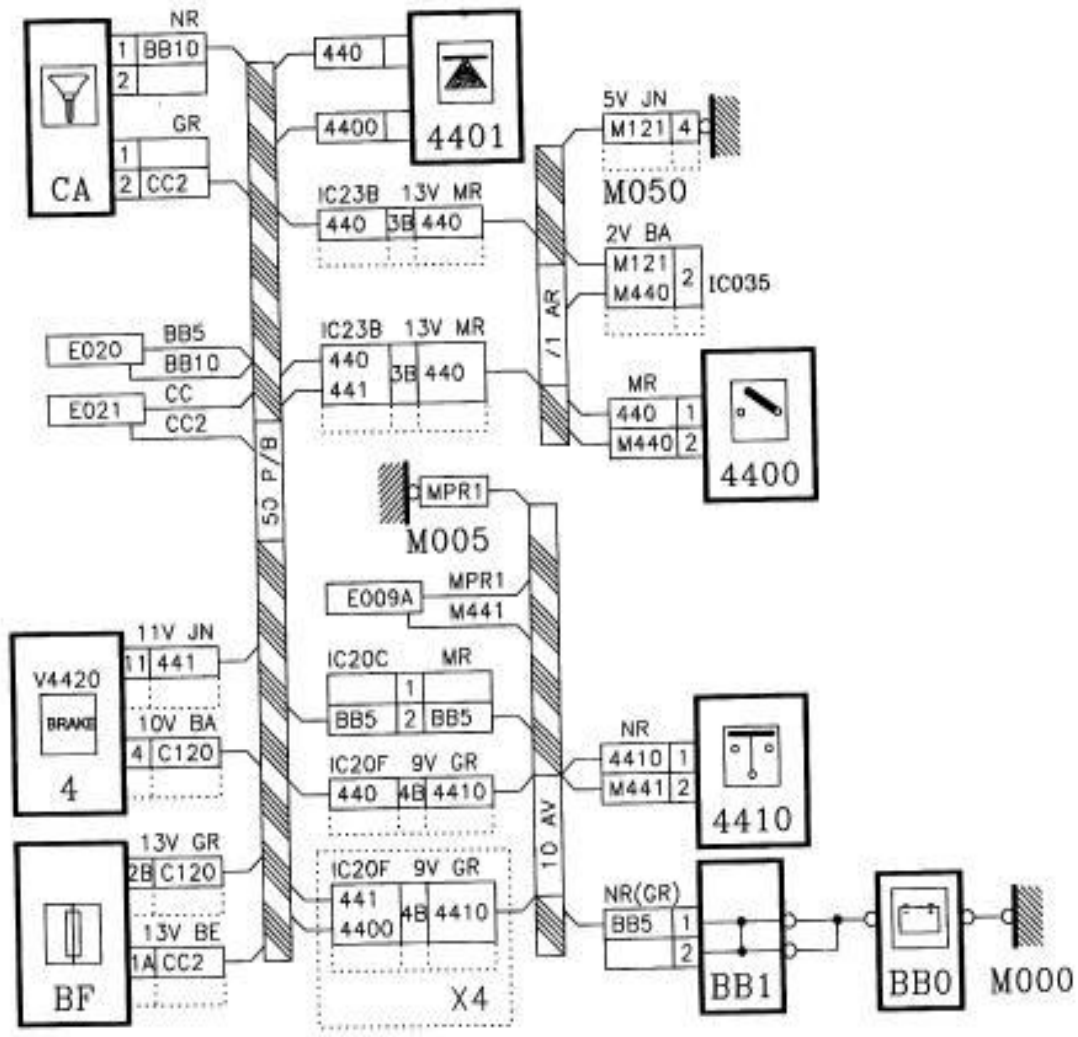 NR
1 BB10
2
GR
1
2 CC2
CA
440
4400
4401
5V JN
M121 4
M050
IC23B 13V MR
440 3B 440
2V BA
M121
M440
2
IC035
/1 AR
E020
BB5
BB10
E021
CC
CC2
IC23B 13V MR
440
441
3B 440
MR
440 1
M440 2
4400
50 P/B
MPR1
M005
E009A
MPR1
M441
11V JN
11 441
V4420
BRAKE
10V BA
4 C120
4
IC20C MR
1
BB5 2 BB5
IC20F 9V GR
440 4B 4410
NR
4410 1
M441 2
4410
10 AV
13V GR
2B C120
13V BE
1A CC2
BF
IC20F 9V GR
441
4400
4B 4410
X4
NR(GR)
BB5 1
2
BB1
BB0
M000